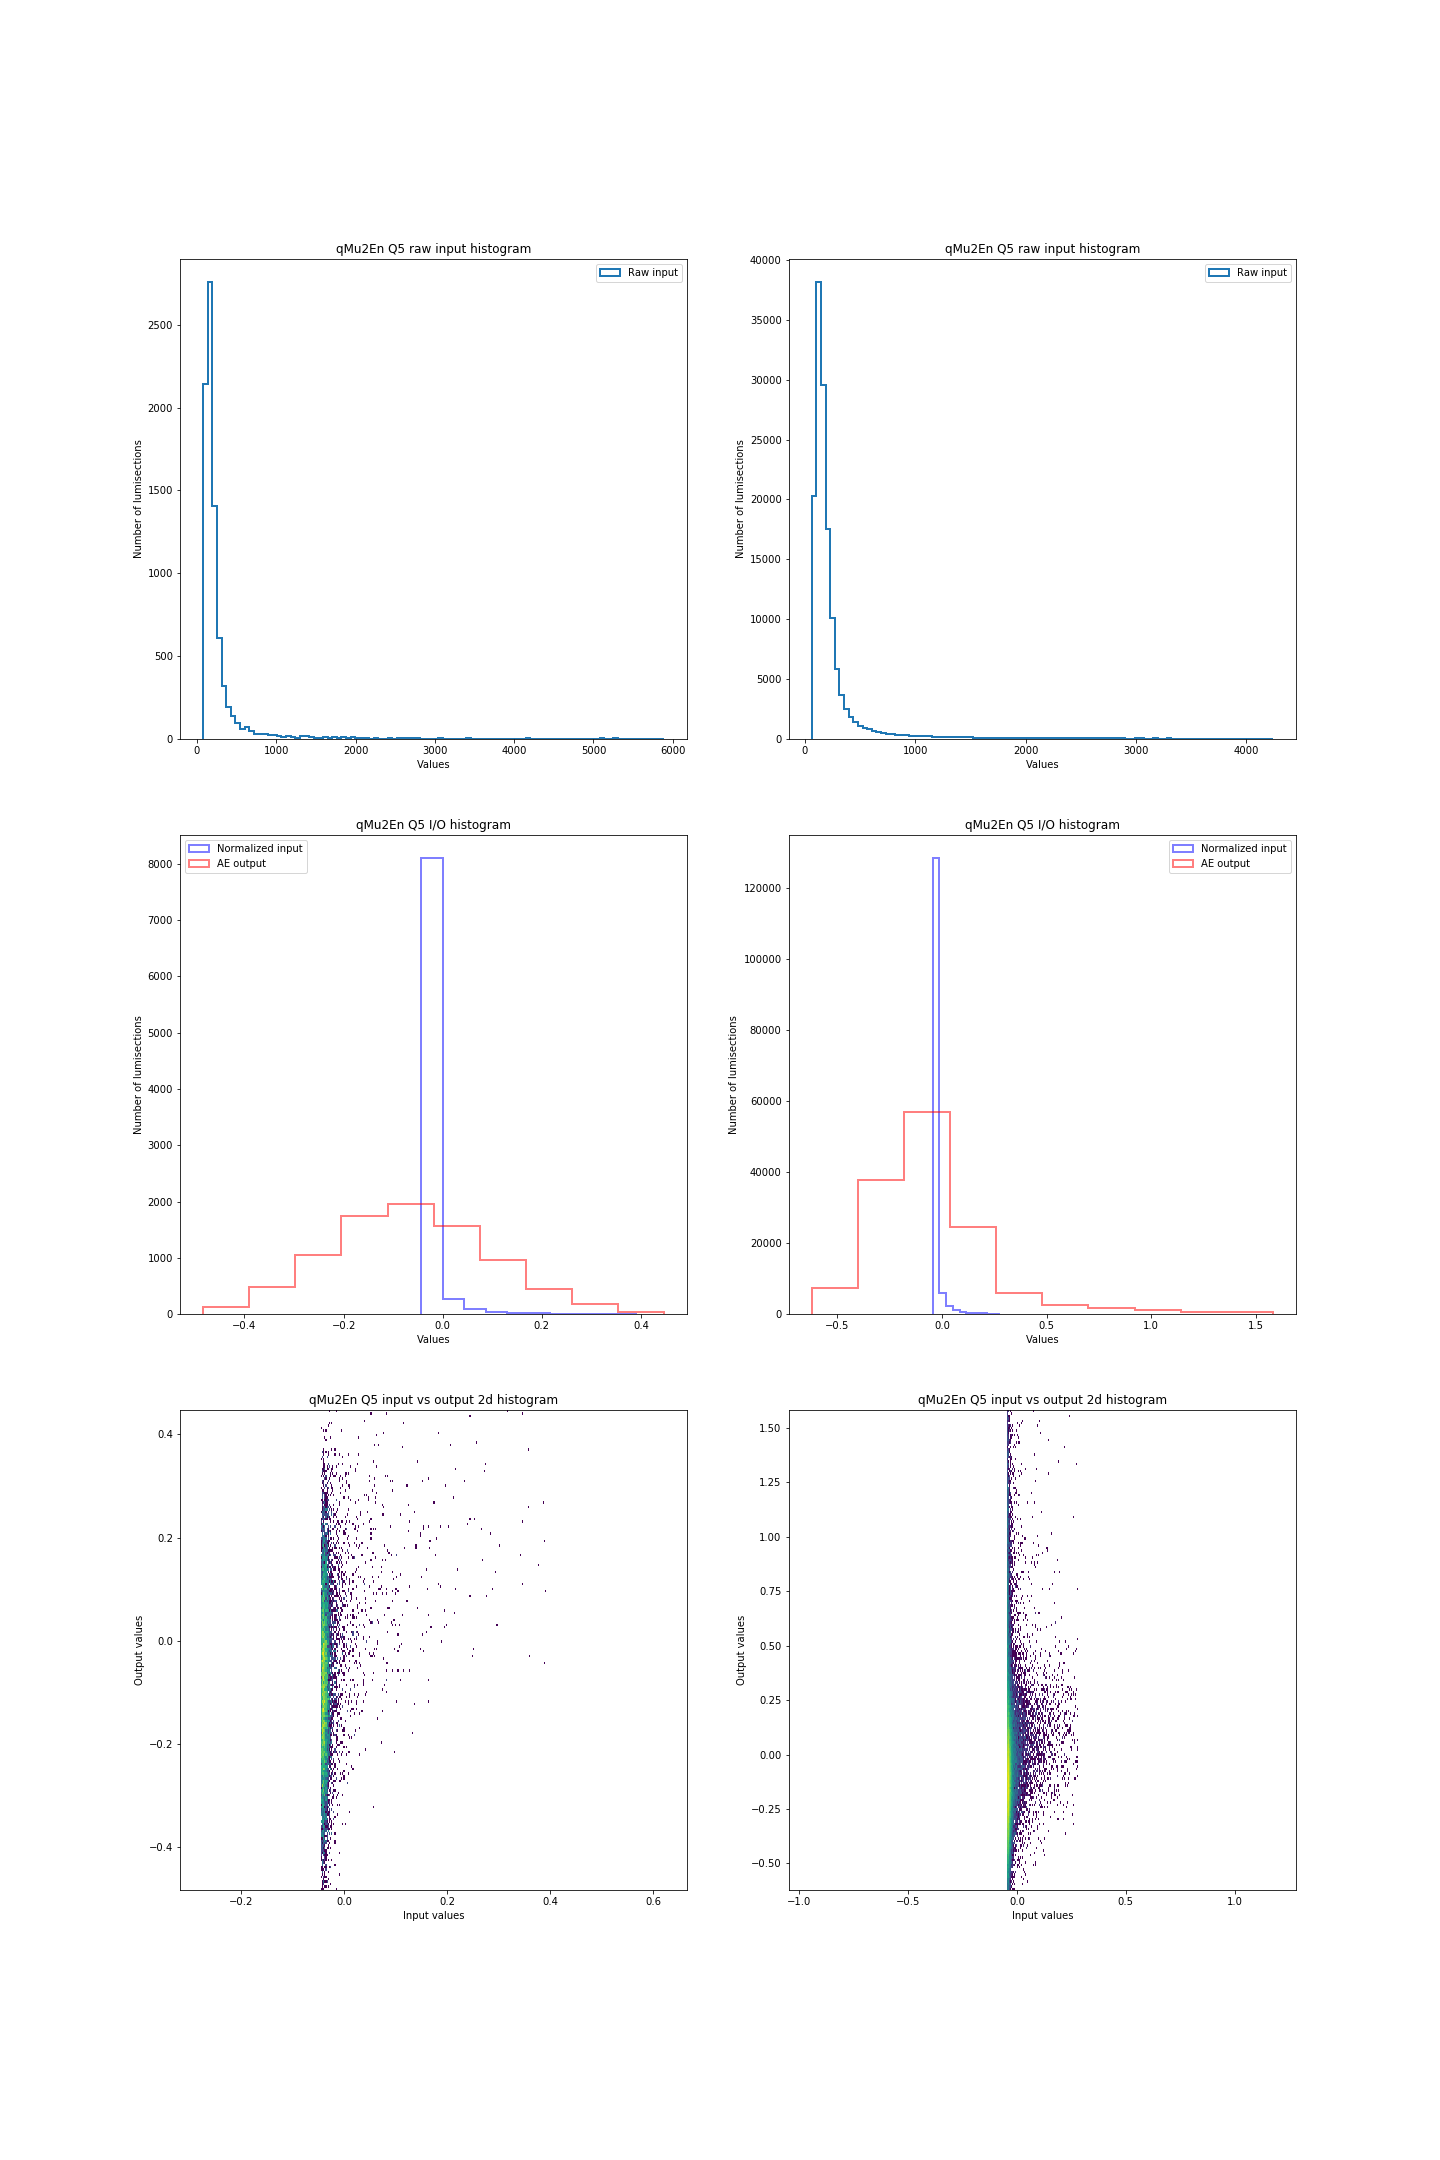 qMu2En Q5 raw input histogram
Raw input
2500
2000
1500
1000
500
0
Number of lumisections
0 1000 2000 3000 4000 5000 6000
Values
qMu2En Q5 raw input histogram
Raw input
40000
35000
30000
25000
20000
15000
10000
5000
0
Number of lumisections
0 1000 2000 3000 4000
Values
qMu2En Q5 I/O histogram
Normalized input
AE output
8000
7000
6000
5000
4000
3000
2000
1000
0
Number of lumisections
−0.4 −0.2 0.0 0.2 0.4
Values
qMu2En Q5 I/O histogram
Normalized input
AE output
120000
100000
80000
60000
40000
20000
0
Number of lumisections
−0.5 0.0 0.5 1.0 1.5
Values
qMu2En Q5 input vs output 2d histogram
0.4
0.2
0.0
−0.2
−0.4
Output values
−0.2 0.0 0.2 0.4 0.6
Input values
qMu2En Q5 input vs output 2d histogram
1.50
1.25
1.00
0.75
0.50
0.25
0.00
−0.25
−0.50
Output values
−1.0 −0.5 0.0 0.5 1.0
Input values